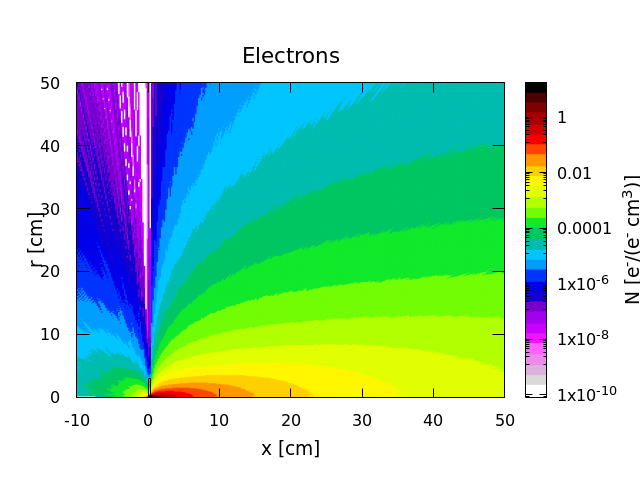 Electrons
50
40
30
20
10
0
r [cm]
-10 0 10 20 30 40 50
x [cm]
1
0.01
0.0001
1x10⁻⁶
1x10⁻⁸
1x10⁻¹⁰
N [e⁻/(e⁻ cm³)]